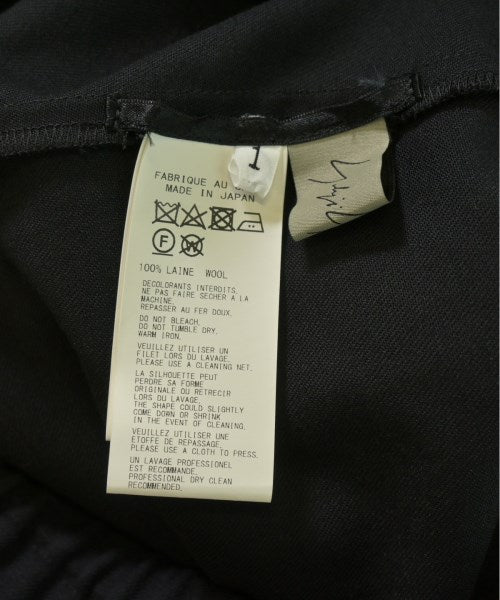 1
FABRIQUE AU
MADE IN JAPAN
F W
100% LAINE WOOL
DECOLORANTS INTERDITS.
NE PAS FAIRE SECHER A LA
MACHINE.
REPASSER AU FER DOUX.
DO NOT BLEACH.
DO NOT TUMBLE DRY.
WARM IRON.
VEUILLEZ UTILISER UN
FILET LORS DU LAVAGE.
PLEASE USE A CLEANING NET.
LA SILHOUETTE PEUT
PERDRE SA FORME
ORIGINALE OU RETRECIR
LORS DU LAVAGE.
THE SHAPE COULD SLIGHTLY
COME DOWN OR SHRINK
IN THE EVENT OF CLEANING.
VEUILLEZ UTILISER UNE
ETOFFE DE REPASSAGE.
PLEASE USE A CLOTH TO PRESS.
UN LAVAGE PROFESSIONEL
EST RECOMMANDE.
PROFESSIONAL DRY CLEAN
RECOMMENDED.